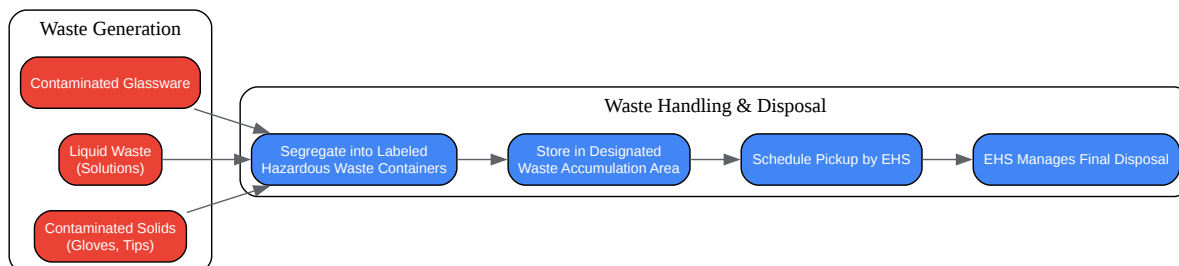 Waste Generation
Contaminated Glassware
Liquid Waste
(Solutions)
Contaminated Solids
(Gloves, Tips)
Waste Handling & Disposal
Segregate into Labeled
Hazardous Waste Containers
Store in Designated
Waste Accumulation Area
Schedule Pickup by EHS
EHS Manages Final Disposal